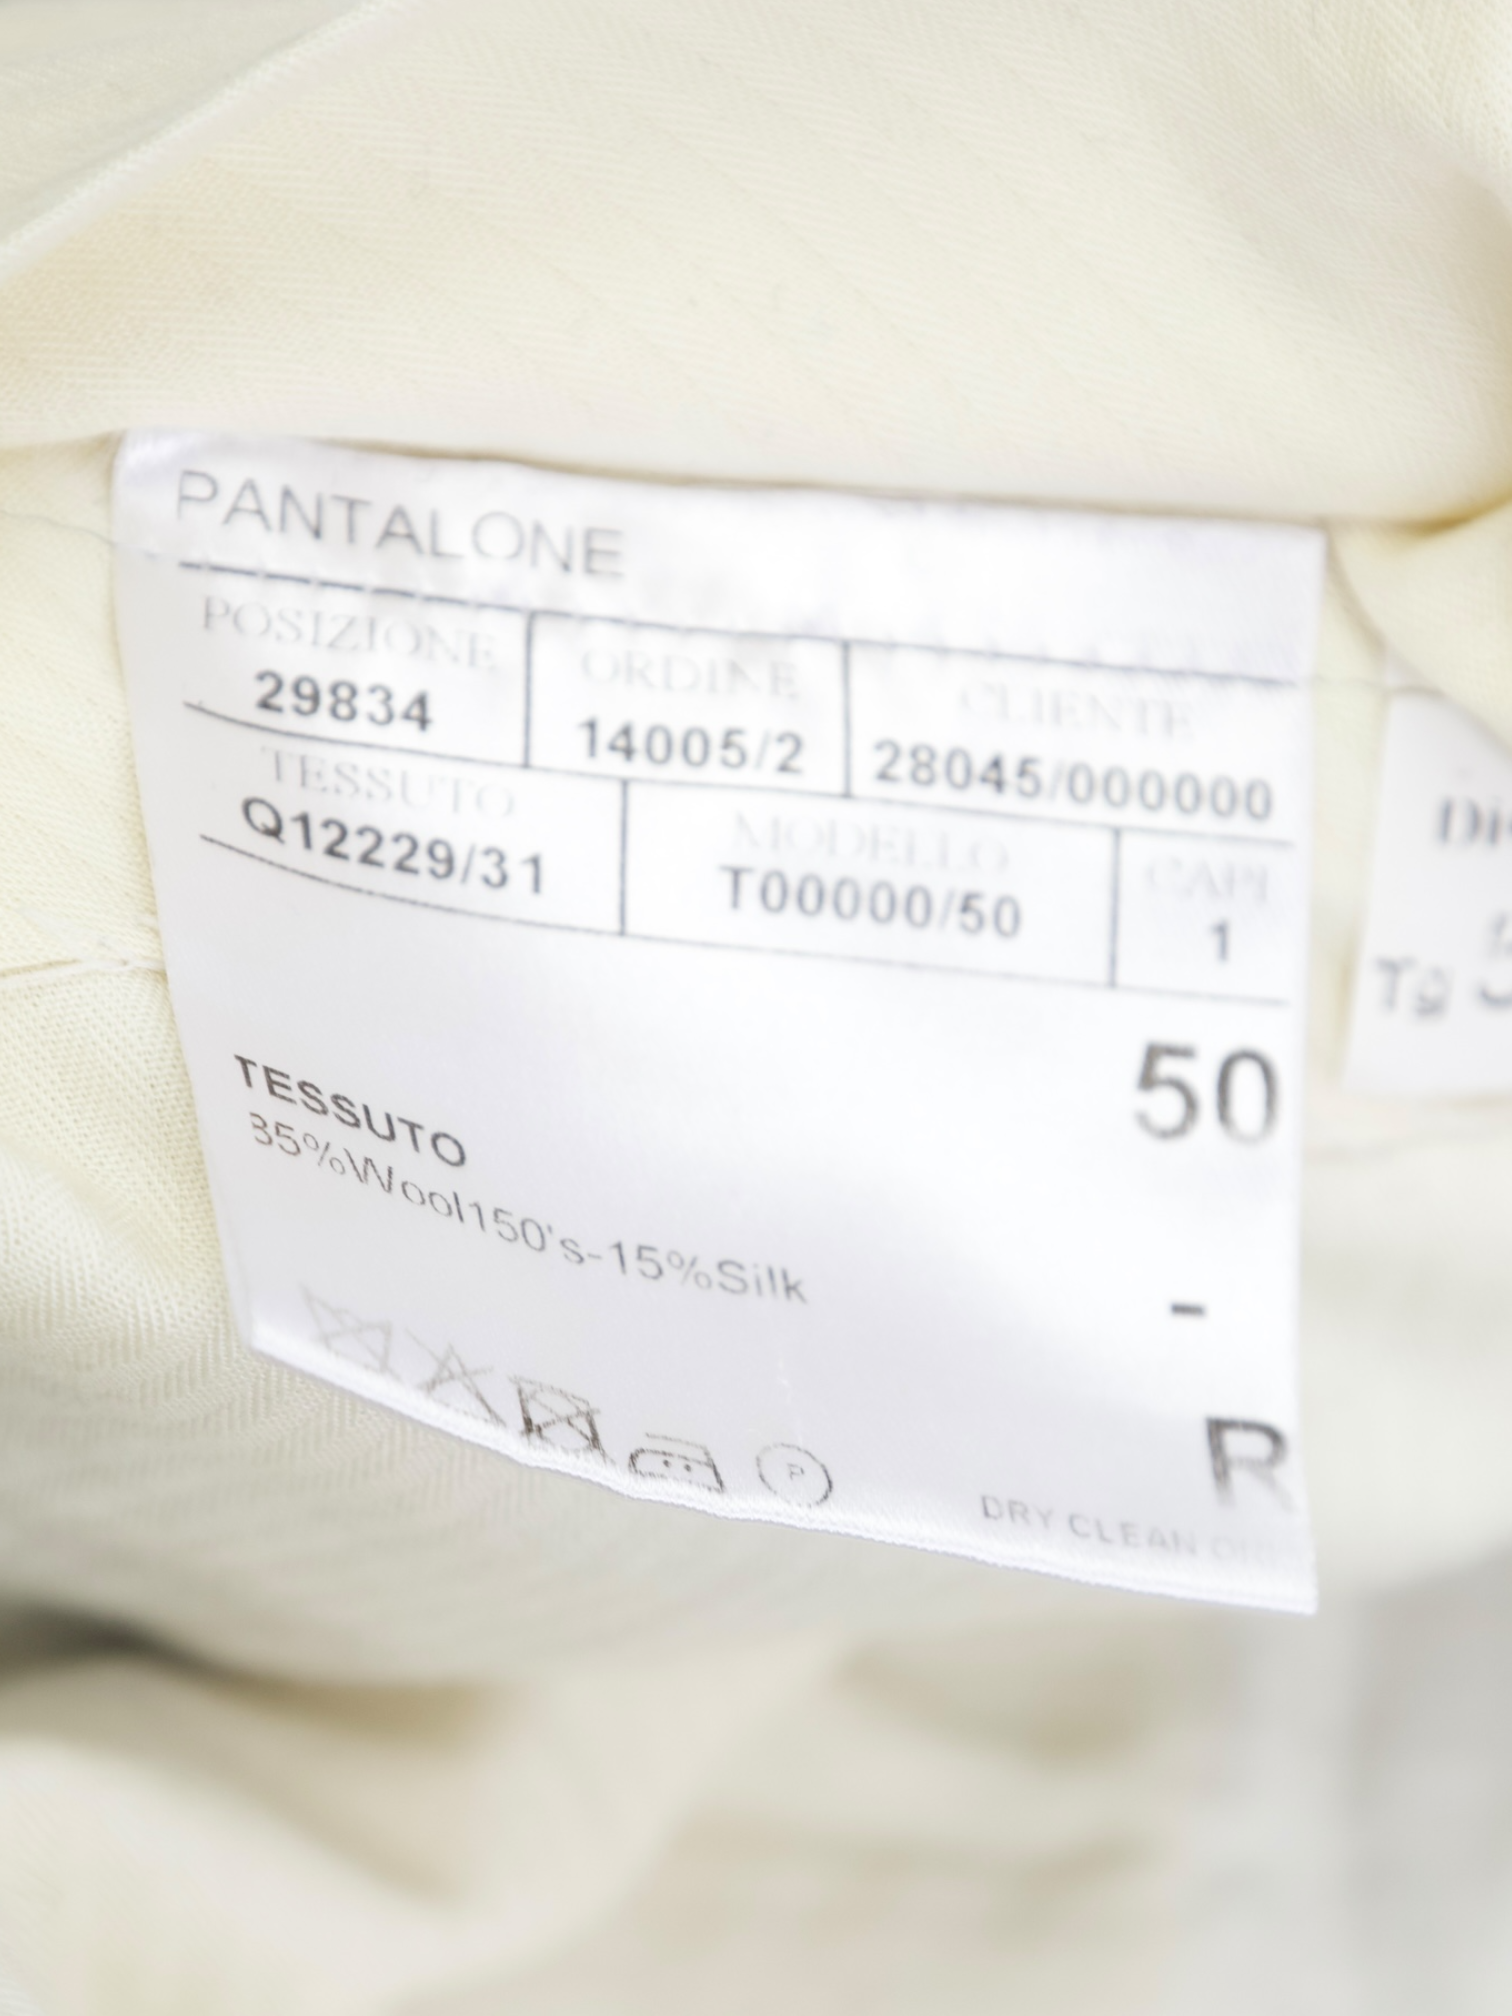 PANTALONE
POSIZIONE ORDINE CLIENTE
29834 14005/2 28045/000000
TESSUTO MODELLO CAPI
Q12229/31 T00000/50 1
50
TESSUTO
85%Wool150's-15%Silk
-
R
P
DRY CLEAN
Tg